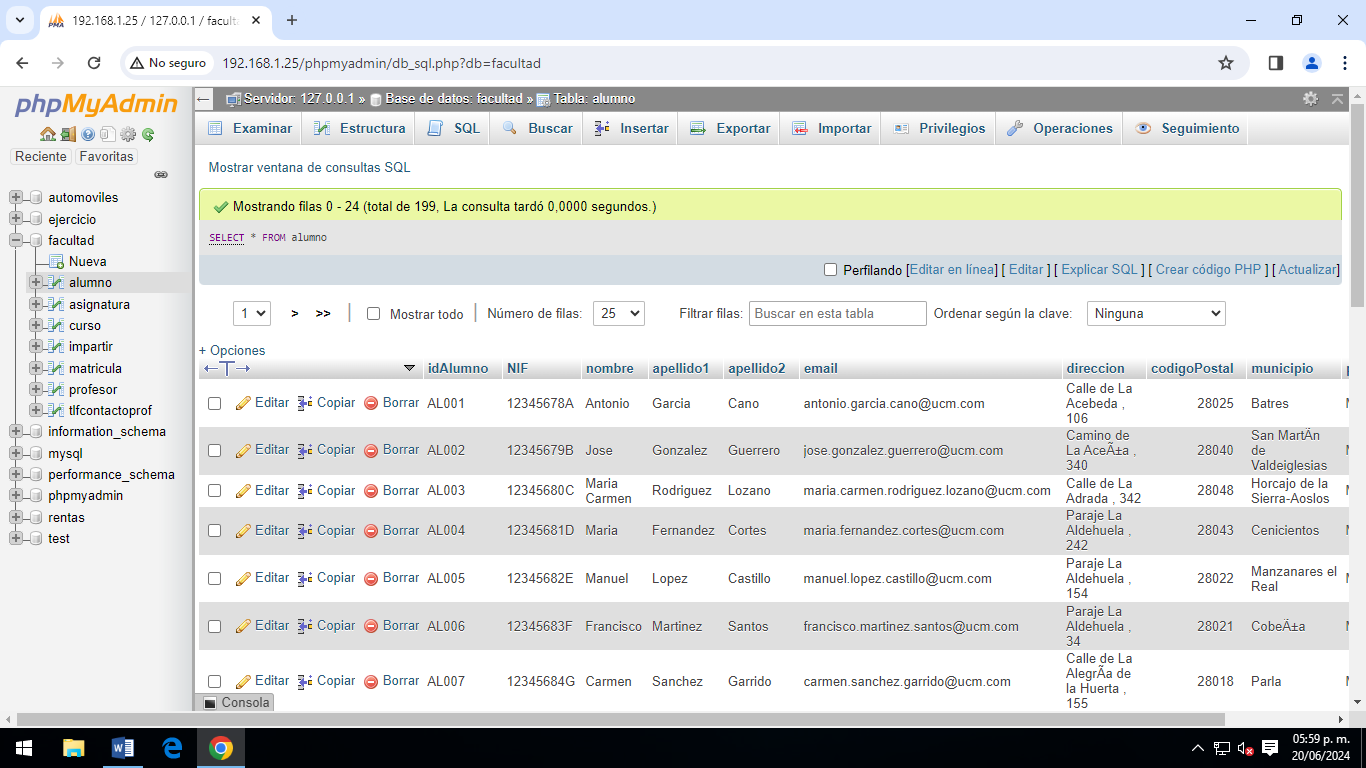 192.168.1.25 / 127.0.0.1 / facult
No seguro
192.168.1.25/phpmyadmin/db_sql.php?db=facultad
phpMyAdmin
Reciente
Favoritas
automoviles
ejercicio
facultad
Nueva
alumno
asignatura
curso
impartir
matricula
profesor
tlfcontactoprof
information_schema
mysql
performance_schema
phpmyadmin
rentas
test
Servidor: 127.0.0.1 » Base de datos: facultad » Tabla: alumno
Examinar Estructura SQL Buscar Insertar Exportar Importar Privilegios Operaciones Seguimiento
Mostrar ventana de consultas SQL
Mostrando filas 0 - 24 (total de 199, La consulta tardó 0,0000 segundos.)
SELECT * FROM alumno
Perfilando [Editar en línea] [ Editar ] [ Explicar SQL ] [ Crear código PHP ] [ Actualizar]
1 > >> | Mostrar todo | Número de filas: 25 Filtrar filas: Buscar en esta tabla Ordenar según la clave: Ninguna
+ Opciones
←T→ idAlumno NIF nombre apellido1 apellido2 email direccion codigoPostal municipio
Editar Copiar Borrar AL001 12345678A Antonio Garcia Cano antonio.garcia.cano@ucm.com Calle de La Acebeda , 106 28025 Batres
Editar Copiar Borrar AL002 12345679B Jose Gonzalez Guerrero jose.gonzalez.guerrero@ucm.com Camino de La AceÃ±a , 340 28040 San MartÃn de Valdeiglesias
Editar Copiar Borrar AL003 12345680C Maria Carmen Rodriguez Lozano maria.carmen.rodriguez.lozano@ucm.com Calle de La Adrada , 342 28048 Horcajo de la Sierra-Aoslos
Editar Copiar Borrar AL004 12345681D Maria Fernandez Cortes maria.fernandez.cortes@ucm.com Paraje La Aldehuela , 242 28043 Cenicientos
Editar Copiar Borrar AL005 12345682E Manuel Lopez Castillo manuel.lopez.castillo@ucm.com Paraje La Aldehuela , 154 28022 Manzanares el Real
Editar Copiar Borrar AL006 12345683F Francisco Martinez Santos francisco.martinez.santos@ucm.com Paraje La Aldehuela , 34 28021 CobeÃ±a
Editar Copiar Borrar AL007 12345684G Carmen Sanchez Garrido carmen.sanchez.garrido@ucm.com Calle de La AlegrÃa de la Huerta , 155 28018 Parla
Consola
05:59 p. m.
20/06/2024